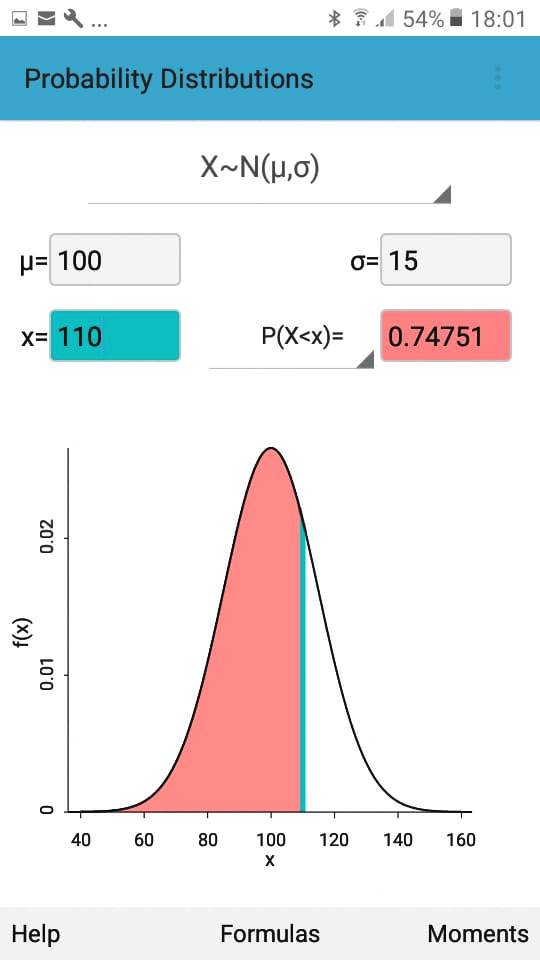 ... 54% 18:01
Probability Distributions
X~N(μ,σ)
μ= 100 σ= 15
x= 110 P(X<x)= 0.74751
f(x)
0.02
0.01
0
40 60 80 100 120 140 160
x
Help Formulas Moments